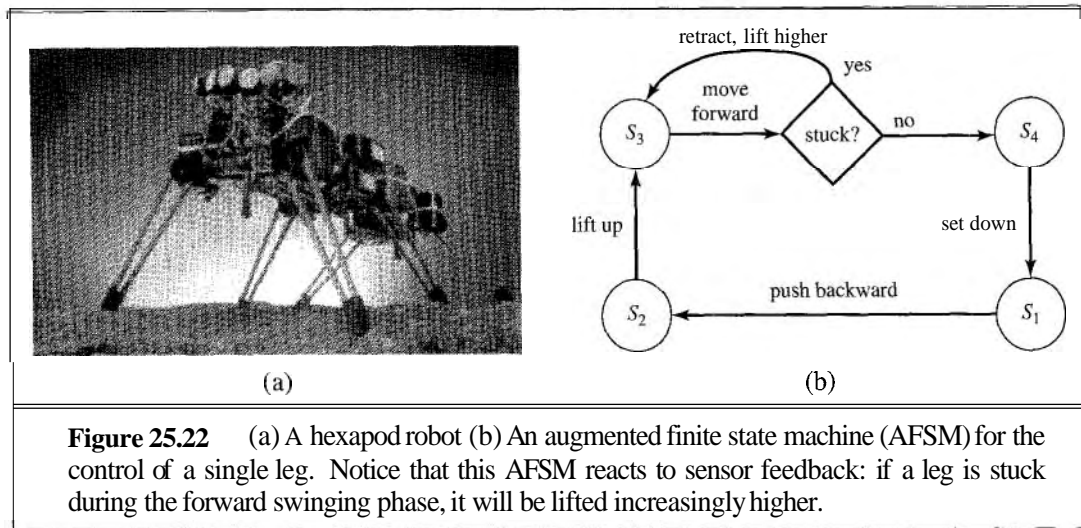 retract, lift higher
yes
move
forward
S3
stuck?
no
S4
lift up
set down
push backward
S2
S1
(a)
(b)
Figure 25.22 (a) A hexapod robot (b) An augmented finite state machine (AFSM) for the
control of a single leg. Notice that this AFSM reacts to sensor feedback: if a leg is stuck
during the forward swinging phase, it will be lifted increasingly higher.